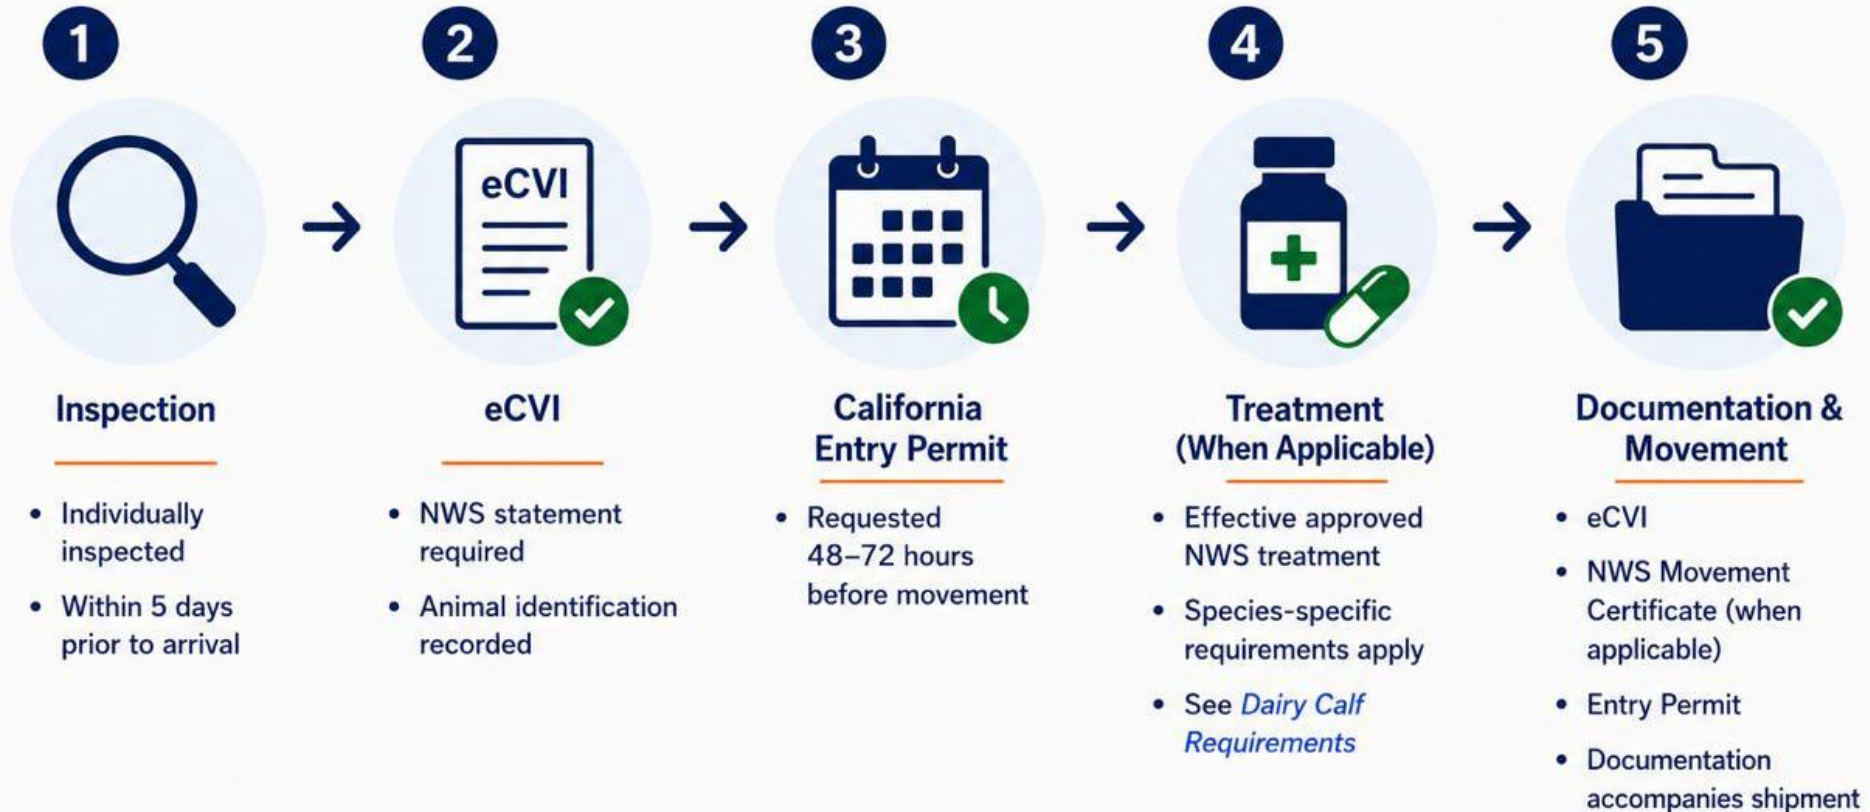 1
2
3
4
5
eCVI
Inspection
• Individually
inspected
• Within 5 days
prior to arrival
eCVI
• NWS statement
required
• Animal identification
recorded
California
Entry Permit
• Requested
48–72 hours
before movement
Treatment
(When Applicable)
• Effective approved
NWS treatment
• Species-specific
requirements apply
• See Dairy Calf
Requirements
Documentation &
Movement
• eCVI
• NWS Movement
Certificate (when
applicable)
• Entry Permit
• Documentation
accompanies shipment